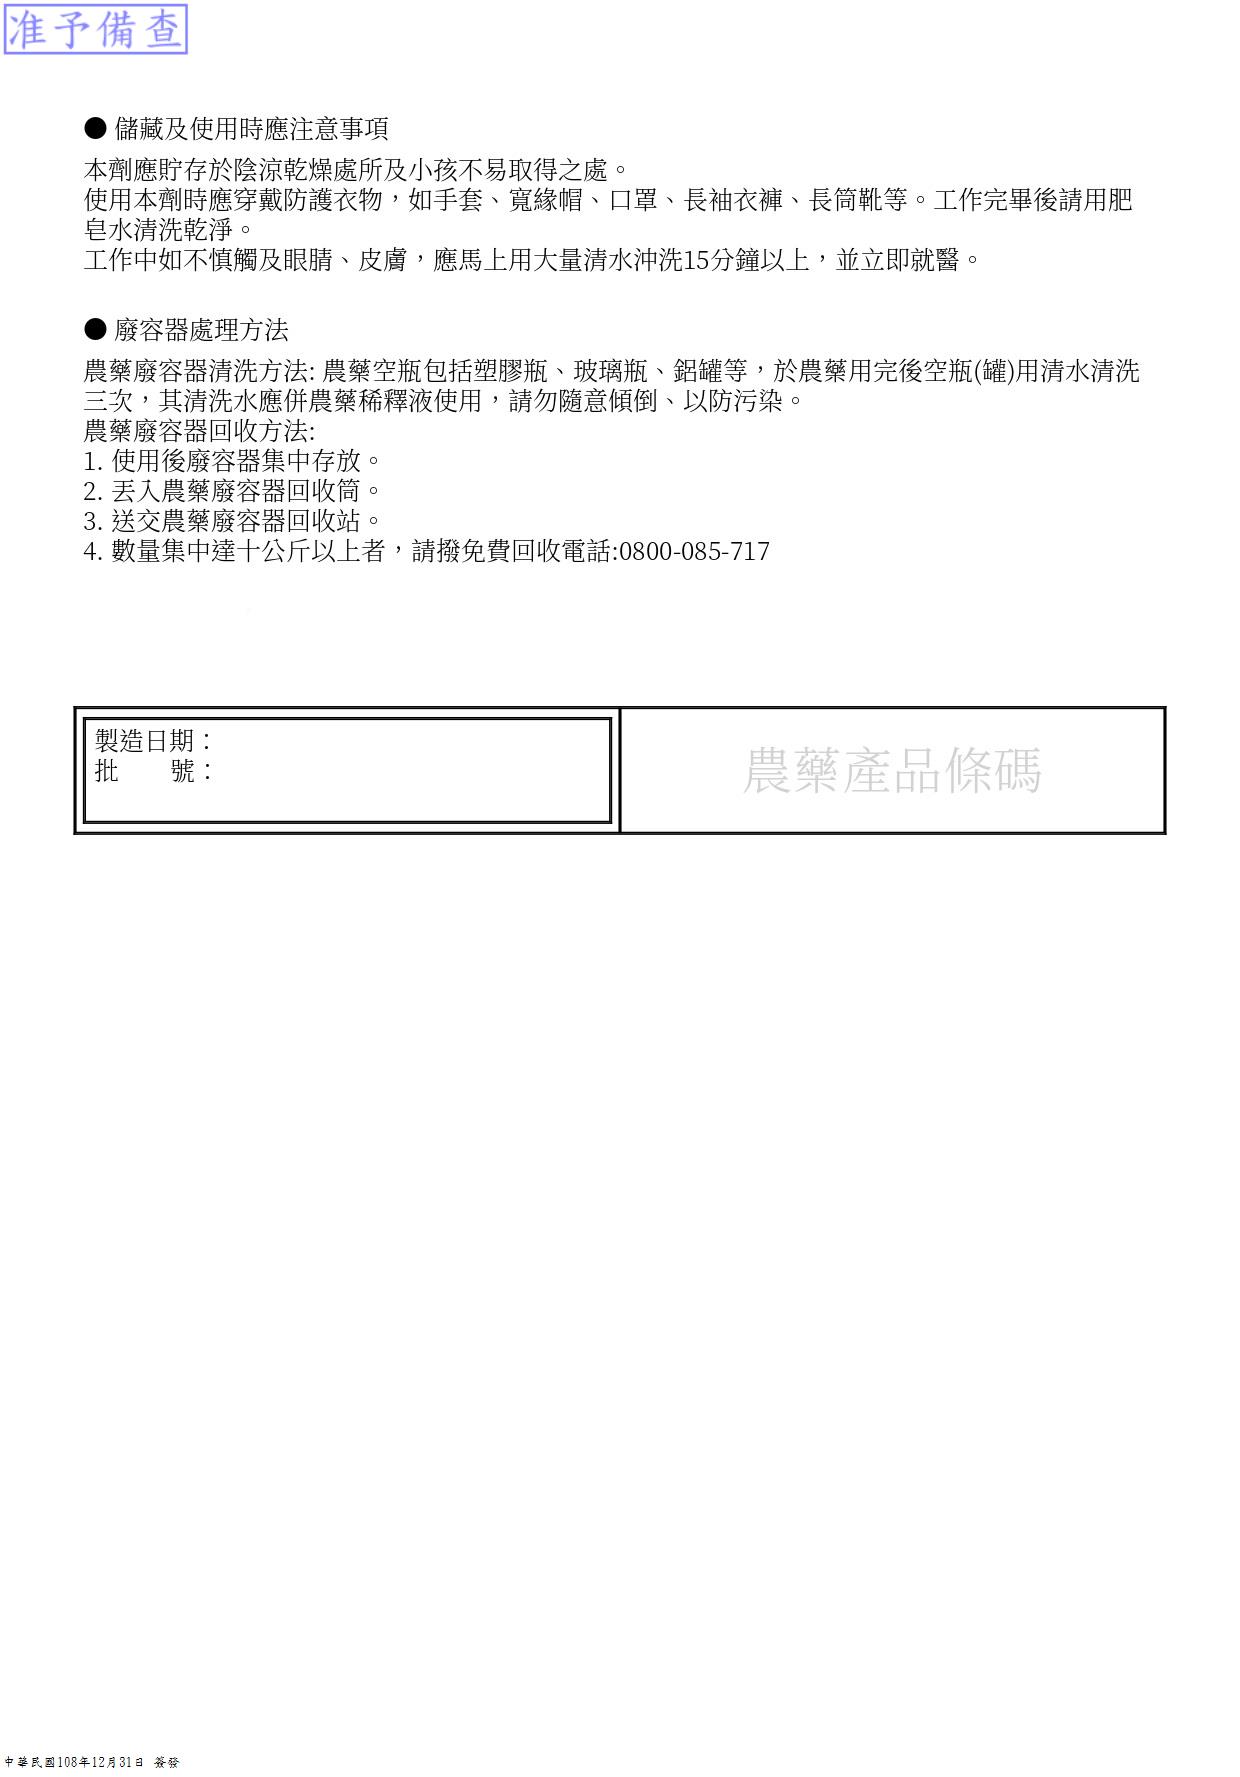 准予備查
● 儲藏及使用時應注意事項
本劑應貯存於陰涼乾燥處所及小孩不易取得之處。
使用本劑時應穿戴防護衣物，如手套、寬緣帽、口罩、長袖衣褲、長筒靴等。工作完畢後請用肥
皂水清洗乾淨。
工作中如不慎觸及眼睛、皮膚，應馬上用大量清水沖洗15分鐘以上，並立即就醫。
● 廢容器處理方法
農藥廢容器清洗方法: 農藥空瓶包括塑膠瓶、玻璃瓶、鋁罐等，於農藥用完後空瓶(罐)用清水清洗
三次，其清洗水應併農藥稀釋液使用，請勿隨意傾倒、以防污染。
農藥廢容器回收方法:
1. 使用後廢容器集中存放。
2. 丟入農藥廢容器回收筒。
3. 送交農藥廢容器回收站。
4. 數量集中達十公斤以上者，請撥免費回收電話:0800-085-717
製造日期：
批　　號：
農藥產品條碼
中華民國108年12月31日 簽發